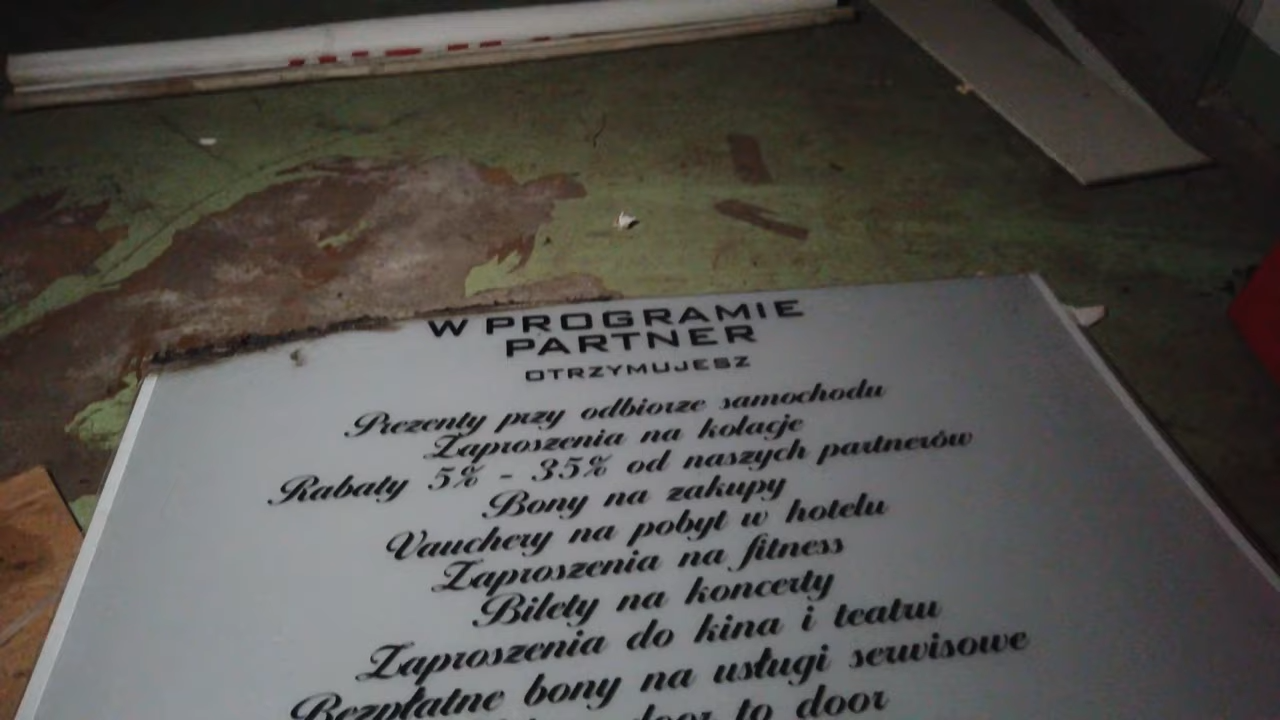 W PROGRAMIE
PARTNER
OTRZYMUJESZ
Prezenty przy odbiorze samochodu
Zaproszenia na kolacje
Rabaty 5% - 35% od naszych partnerów
Bony na zakupy
Vouchery na pobyt w hotelu
Zaproszenia na fitness
Bilety na koncerty
Zaproszenia do kina i teatru
Bezpłatne bony na usługi serwisowe
door to door